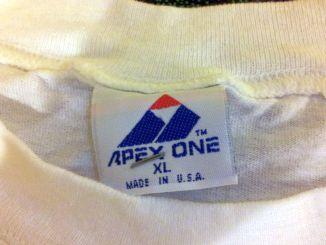 TM
APEX ONE
XL
MADE IN U.S.A.